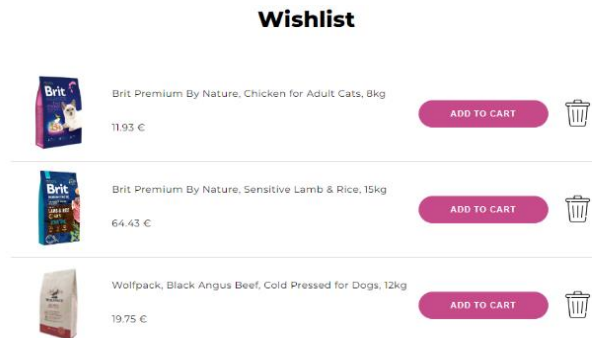 Wishlist
Brit
Brit Premium By Nature, Chicken for Adult Cats, 8kg
11.93 €
ADD TO CART
Brit
Brit Premium By Nature, Sensitive Lamb & Rice, 15kg
64.43 €
ADD TO CART
Wolfpack, Black Angus Beef, Cold Pressed for Dogs, 12kg
19.75 €
ADD TO CART